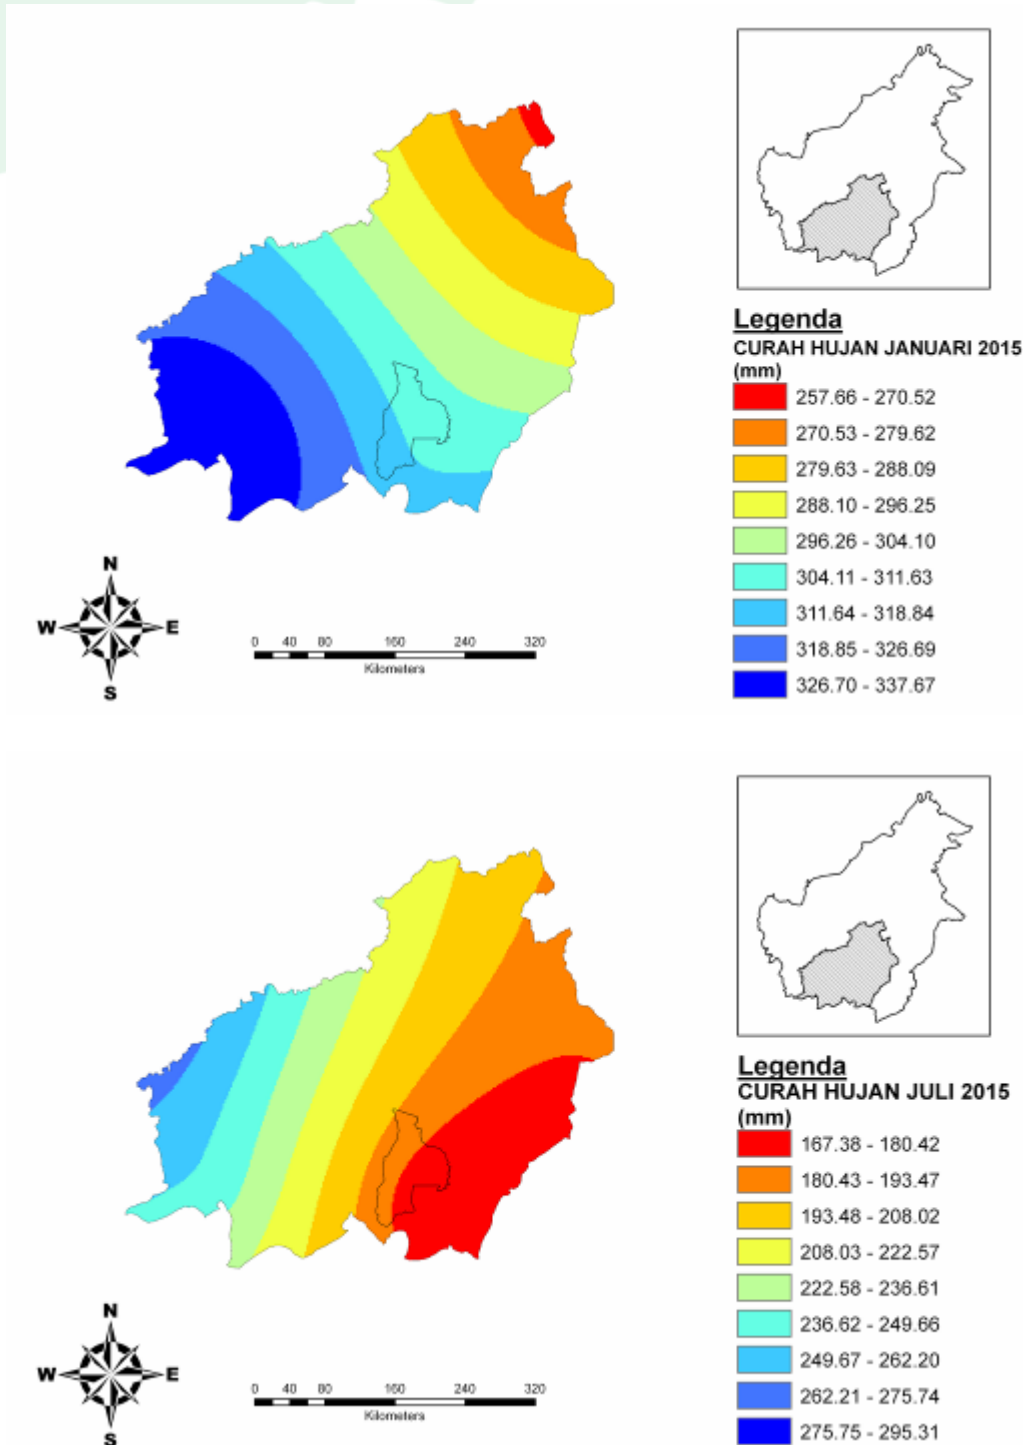 Legenda
CURAH HUJAN JANUARI 2015
(mm)
257.66 - 270.52
270.53 - 279.62
279.63 - 288.09
288.10 - 296.25
296.26 - 304.10
304.11 - 311.63
311.64 - 318.84
318.85 - 326.69
326.70 - 337.67
N
W E
S
0 40 80 160 240 320
Kilometers
Legenda
CURAH HUJAN JULI 2015
(mm)
167.38 - 180.42
180.43 - 193.47
193.48 - 208.02
208.03 - 222.57
222.58 - 236.61
236.62 - 249.66
249.67 - 262.20
262.21 - 275.74
275.75 - 295.31
N
W E
S
0 40 80 160 240 320
Kilometers